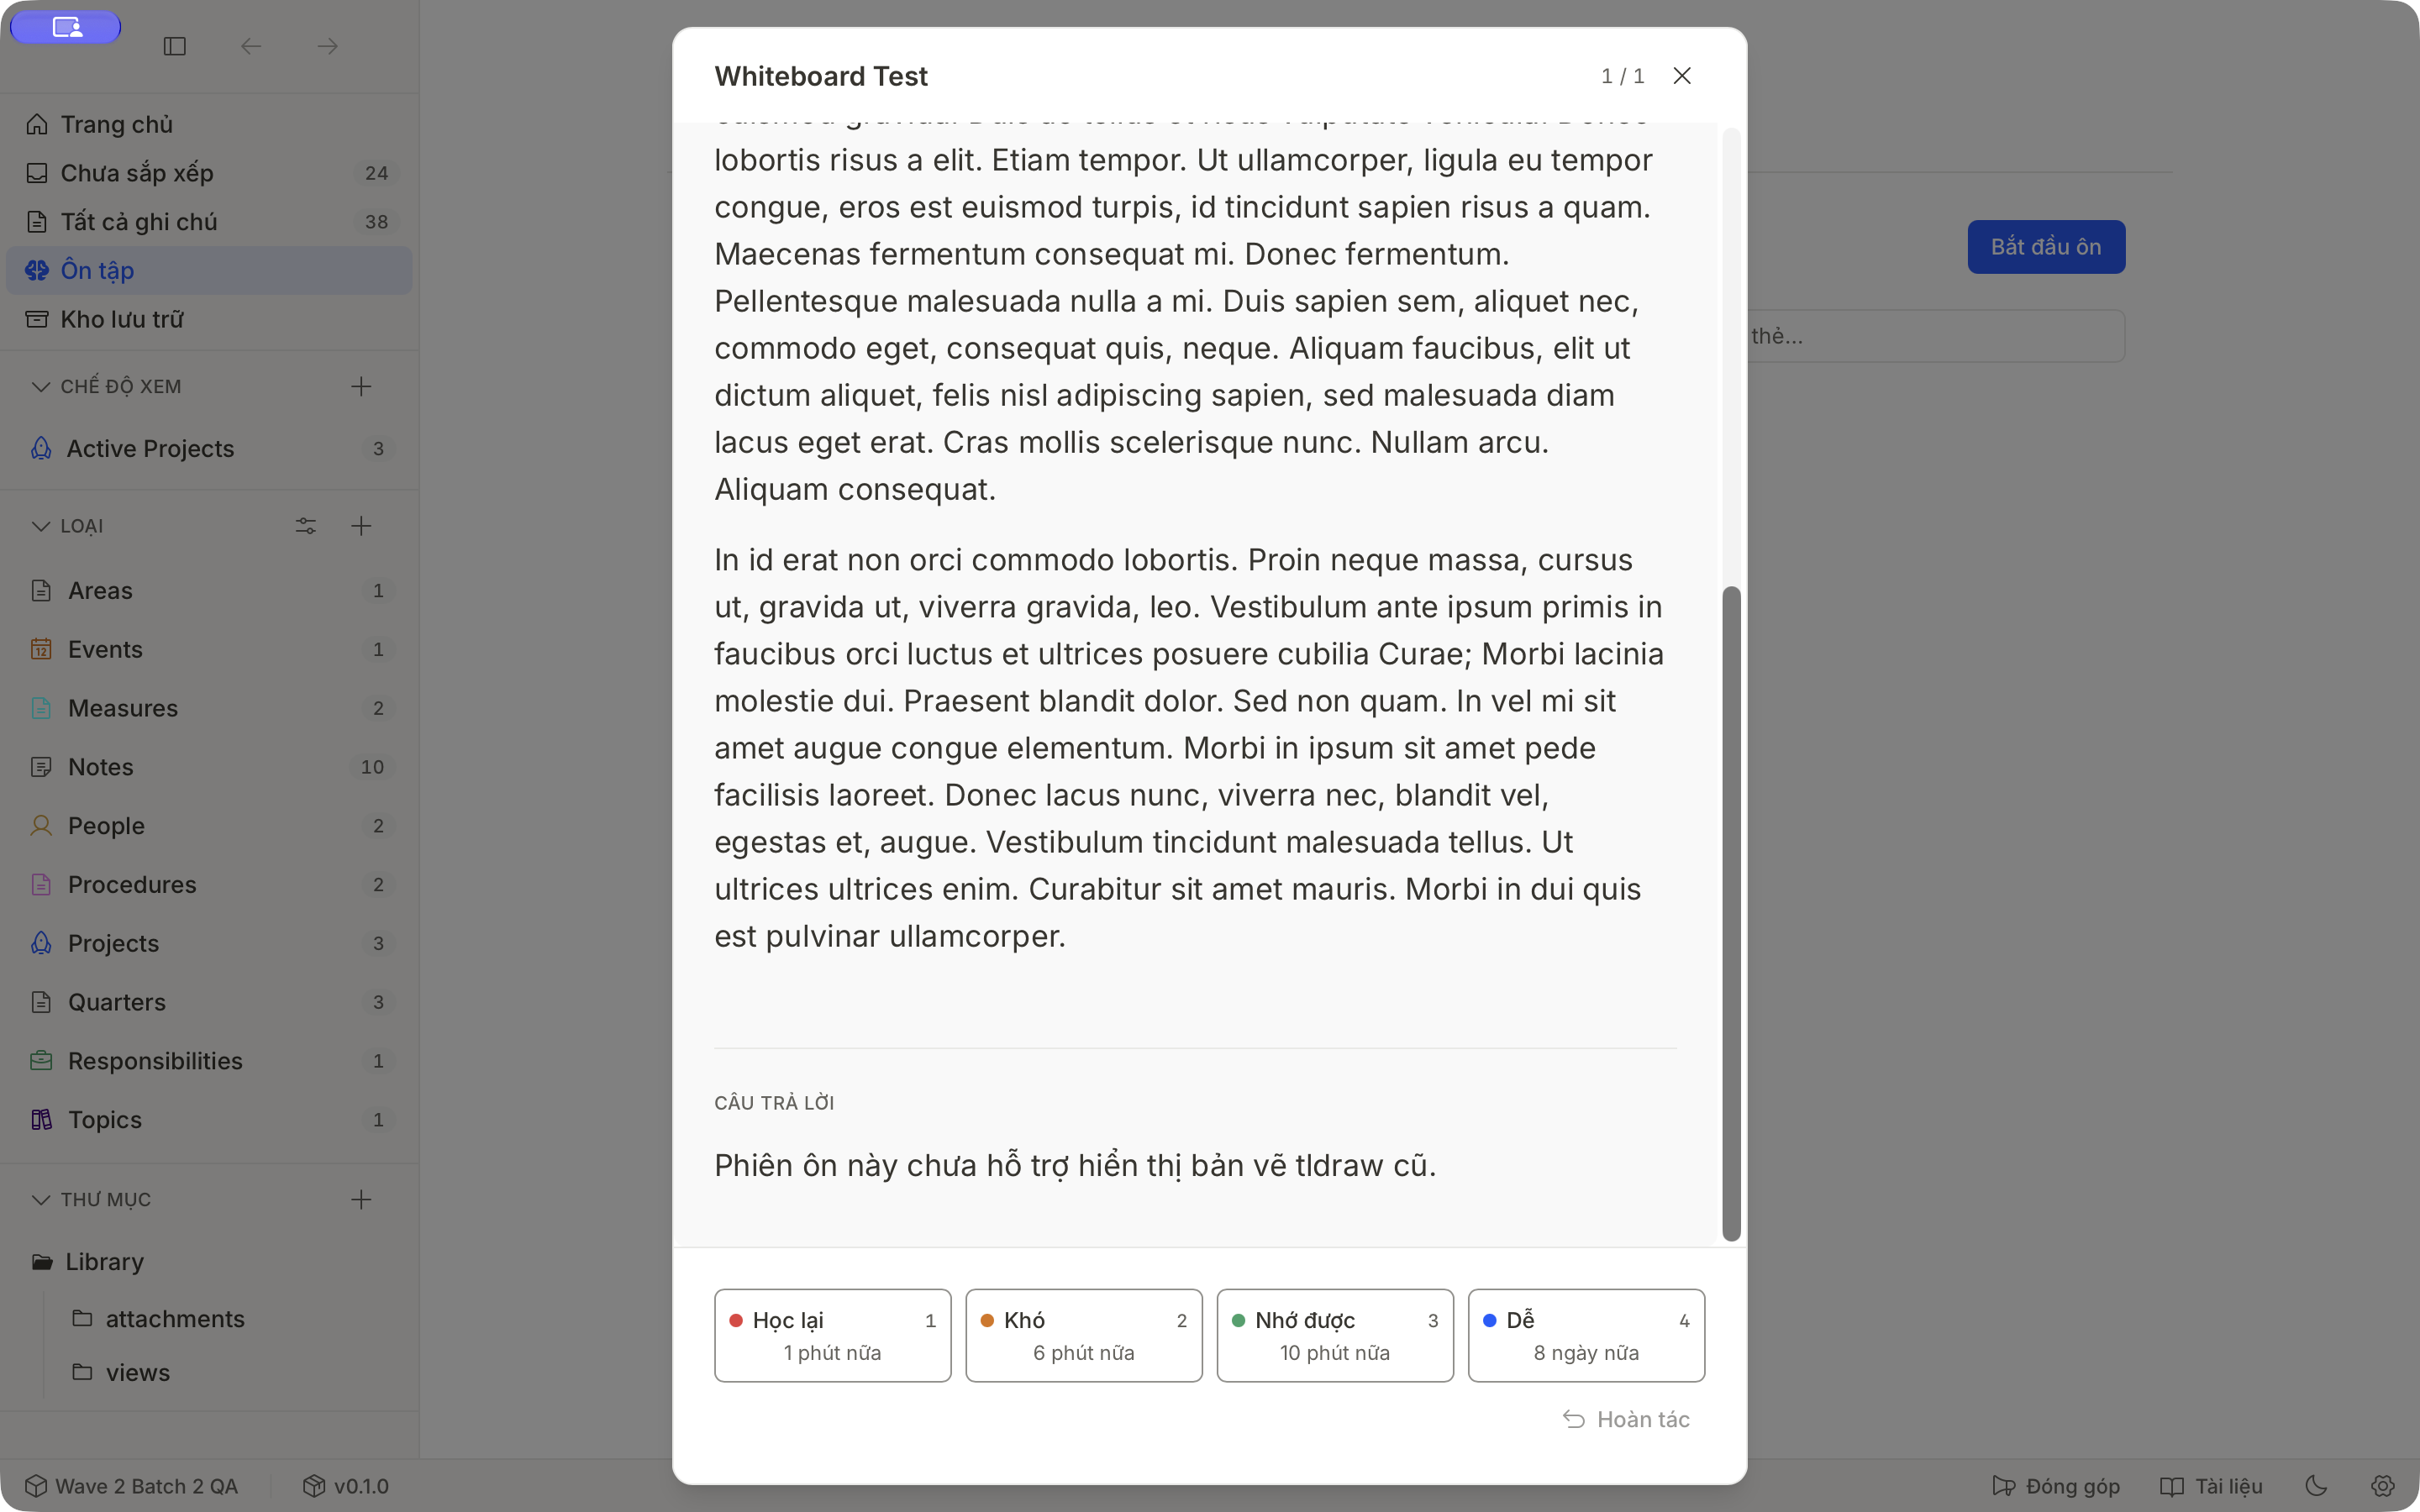 Trang chủ
Chưa sắp xếp 24
Tất cả ghi chú 38
Ôn tập
Kho lưu trữ
CHẾ ĐỘ XEM
Active Projects 3
LOẠI
Areas 1
Events 1
Measures 2
Notes 10
People 2
Procedures 2
Projects 3
Quarters 3
Responsibilities 1
Topics 1
THƯ MỤC
Library
attachments
views
Wave 2 Batch 2 QA
v0.1.0
Whiteboard Test 1 / 1
lobortis risus a elit. Etiam tempor. Ut ullamcorper, ligula eu tempor
congue, eros est euismod turpis, id tincidunt sapien risus a quam.
Maecenas fermentum consequat mi. Donec fermentum.
Pellentesque malesuada nulla a mi. Duis sapien sem, aliquet nec,
commodo eget, consequat quis, neque. Aliquam faucibus, elit ut
dictum aliquet, felis nisl adipiscing sapien, sed malesuada diam
lacus eget erat. Cras mollis scelerisque nunc. Nullam arcu.
Aliquam consequat.
In id erat non orci commodo lobortis. Proin neque massa, cursus
ut, gravida ut, viverra gravida, leo. Vestibulum ante ipsum primis in
faucibus orci luctus et ultrices posuere cubilia Curae; Morbi lacinia
molestie dui. Praesent blandit dolor. Sed non quam. In vel mi sit
amet augue congue elementum. Morbi in ipsum sit amet pede
facilisis laoreet. Donec lacus nunc, viverra nec, blandit vel,
egestas et, augue. Vestibulum tincidunt malesuada tellus. Ut
ultrices ultrices enim. Curabitur sit amet mauris. Morbi in dui quis
est pulvinar ullamcorper.
CÂU TRẢ LỜI
Phiên ôn này chưa hỗ trợ hiển thị bản vẽ tldraw cũ.
Học lại 1
1 phút nữa
Khó 2
6 phút nữa
Nhớ được 3
10 phút nữa
Dễ 4
8 ngày nữa
Hoàn tác
Bắt đầu ôn
thẻ...
Đóng góp
Tài liệu